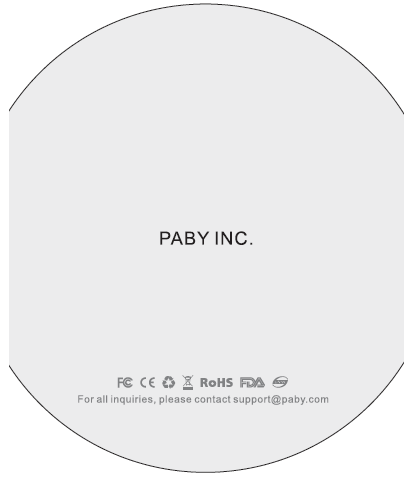 PABY INC.
FC CE RoHS FDA
For all inquiries, please contact support@paby.com